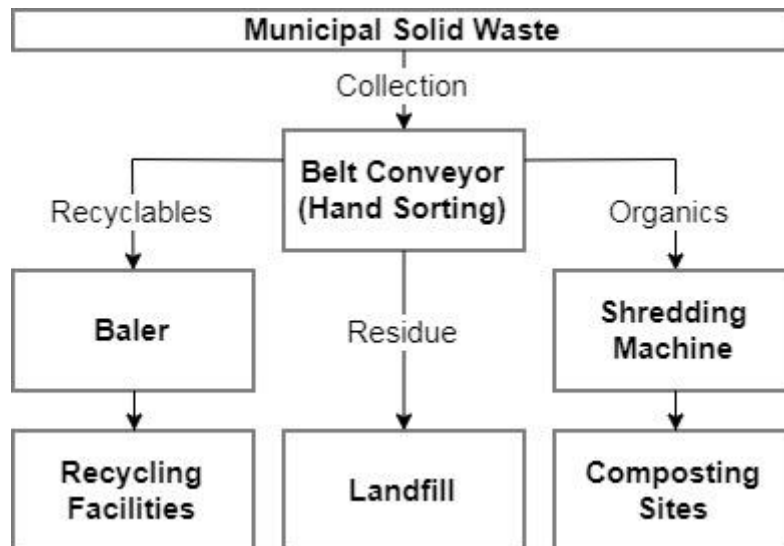 Municipal Solid Waste
Collection
Belt Conveyor
(Hand Sorting)
Recyclables
Organics
Baler
Residue
Shredding
Machine
Recycling
Facilities
Landfill
Composting
Sites